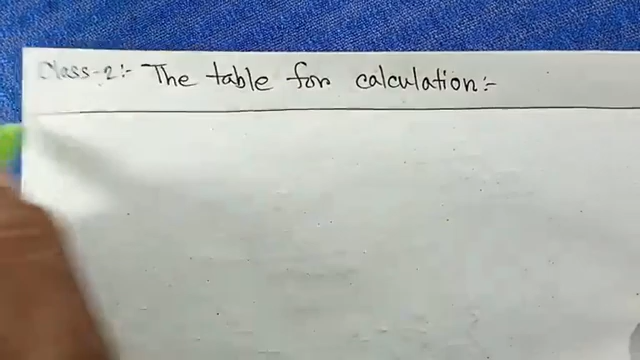 Class-2:- The table for calculation:-